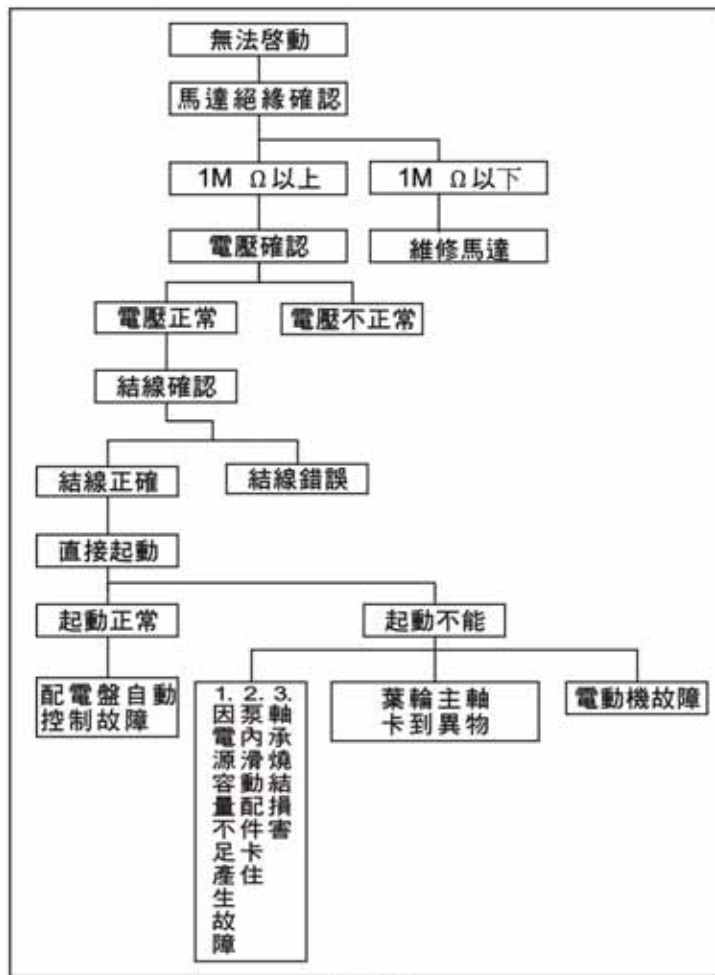 無法啓動
馬達絕緣確認
1M Ω以上
1M Ω以下
電壓確認
維修馬達
電壓正常
電壓不正常
結線確認
結線正確
結線錯誤
直接起動
起動正常
起動不能
配電盤自動
控制故障
1.因電源容量不足產生故障
2.泵內滑動配件卡住
3.軸承燒結損害
葉輪主軸
卡到異物
電動機故障